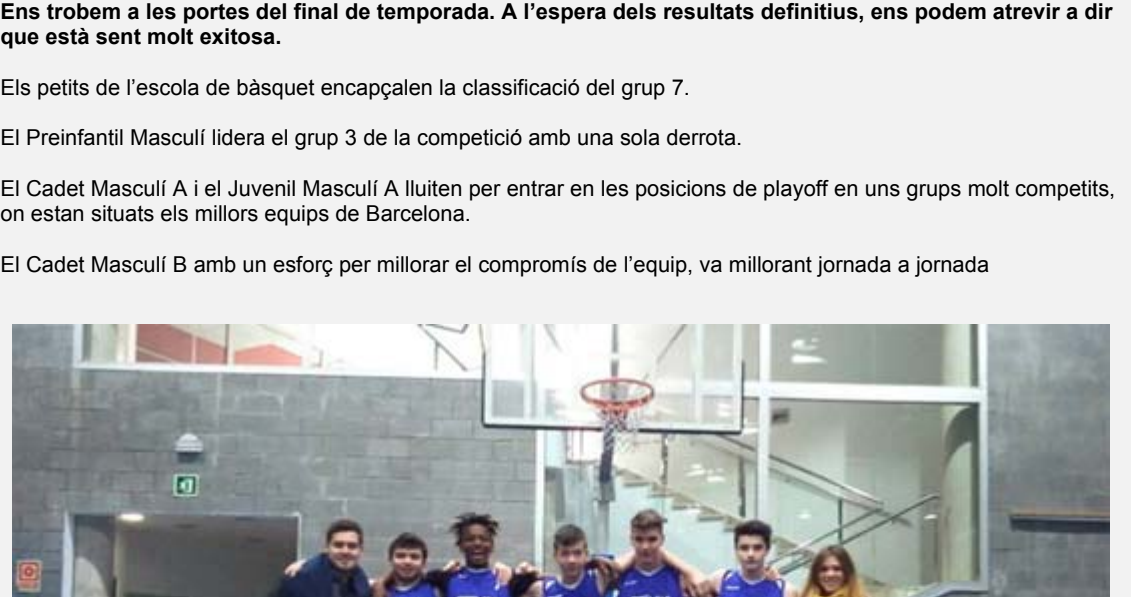 Ens trobem a les portes del final de temporada. A l’espera dels resultats definitius, ens podem atrevir a dir
que està sent molt exitosa.
Els petits de l’escola de bàsquet encapçalen la classificació del grup 7.
El Preinfantil Masculí lidera el grup 3 de la competició amb una sola derrota.
El Cadet Masculí A i el Juvenil Masculí A lluiten per entrar en les posicions de playoff en uns grups molt competits,
on estan situats els millors equips de Barcelona.
El Cadet Masculí B amb un esforç per millorar el compromís de l’equip, va millorant jornada a jornada